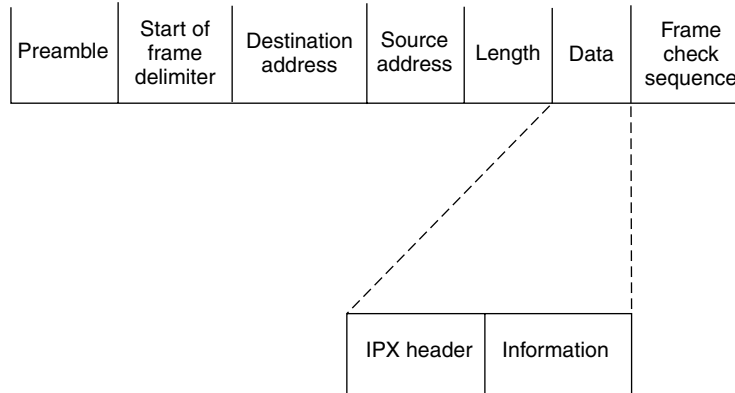 Preamble
Start of
frame
delimiter
Destination
address
Source
address
Length
Data
Frame
check
sequence
IPX header
Information